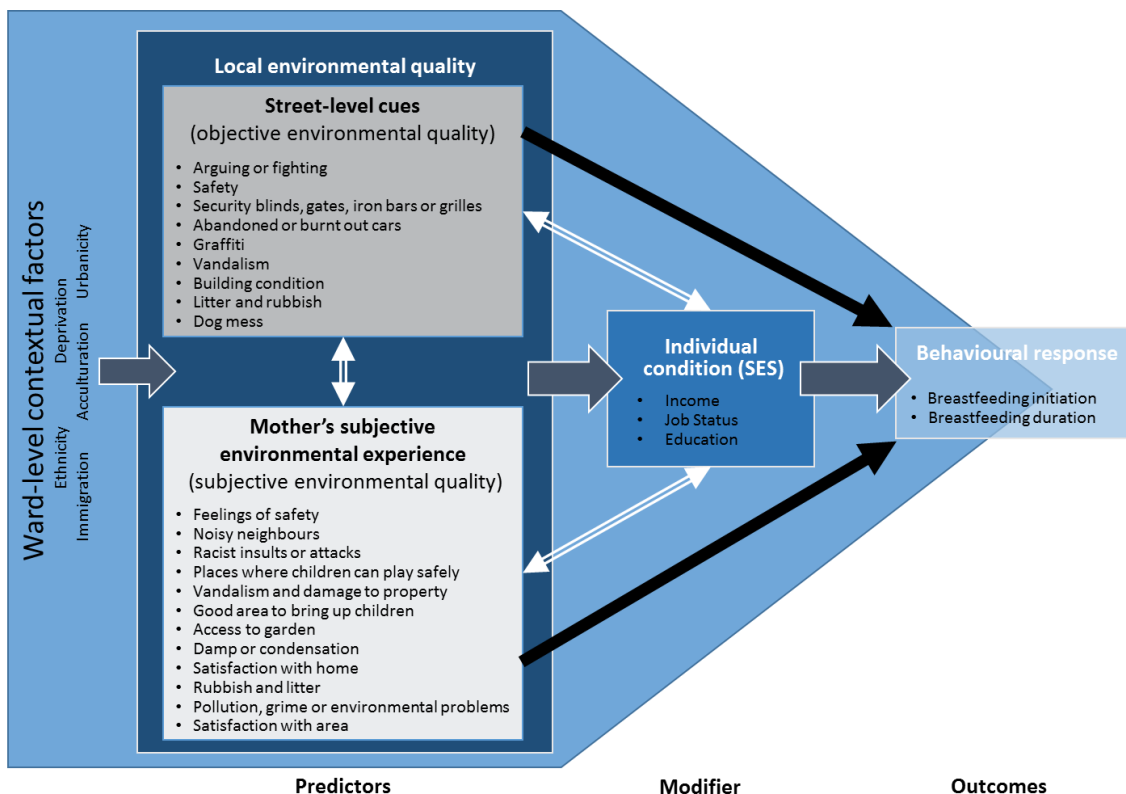 Ward-level contextual factors
Ethnicity Deprivation
Immigration Acculturation Urbanicity
Local environmental quality
Street-level cues
(objective environmental quality)
• Arguing or fighting
• Safety
• Security blinds, gates, iron bars or grilles
• Abandoned or burnt out cars
• Graffiti
• Vandalism
• Building condition
• Litter and rubbish
• Dog mess
Mother's subjective
environmental experience
(subjective environmental quality)
• Feelings of safety
• Noisy neighbours
• Racist insults or attacks
• Places where children can play safely
• Vandalism and damage to property
• Good area to bring up children
• Access to garden
• Damp or condensation
• Satisfaction with home
• Rubbish and litter
• Pollution, grime or environmental problems
• Satisfaction with area
Individual
condition (SES)
• Income
• Job Status
• Education
Behavioural response
• Breastfeeding initiation
• Breastfeeding duration
Predictors
Modifier
Outcomes